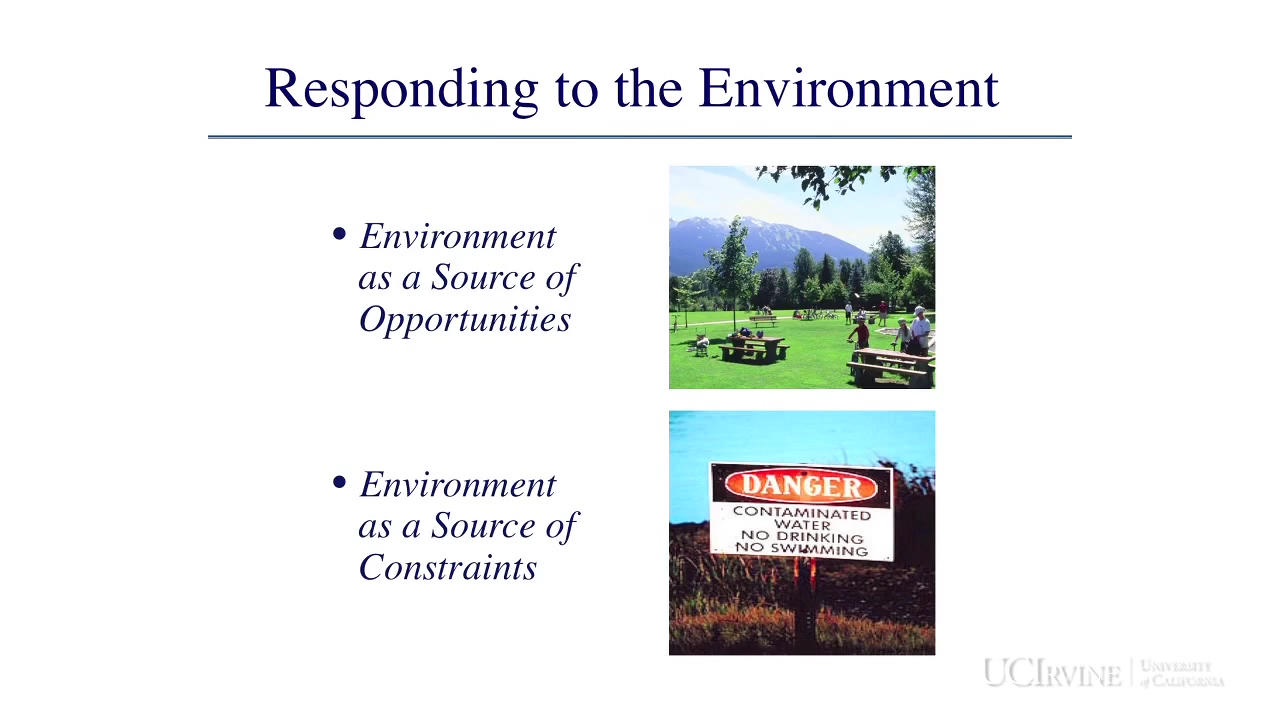 Responding to the Environment
• Environment
as a Source of
Opportunities
• Environment
as a Source of
Constraints
DANGER
CONTAMINATED
WATER
NO DRINKING
NO SWIMMING
UCIRVINE
UNIVERSITY
of CALIFORNIA